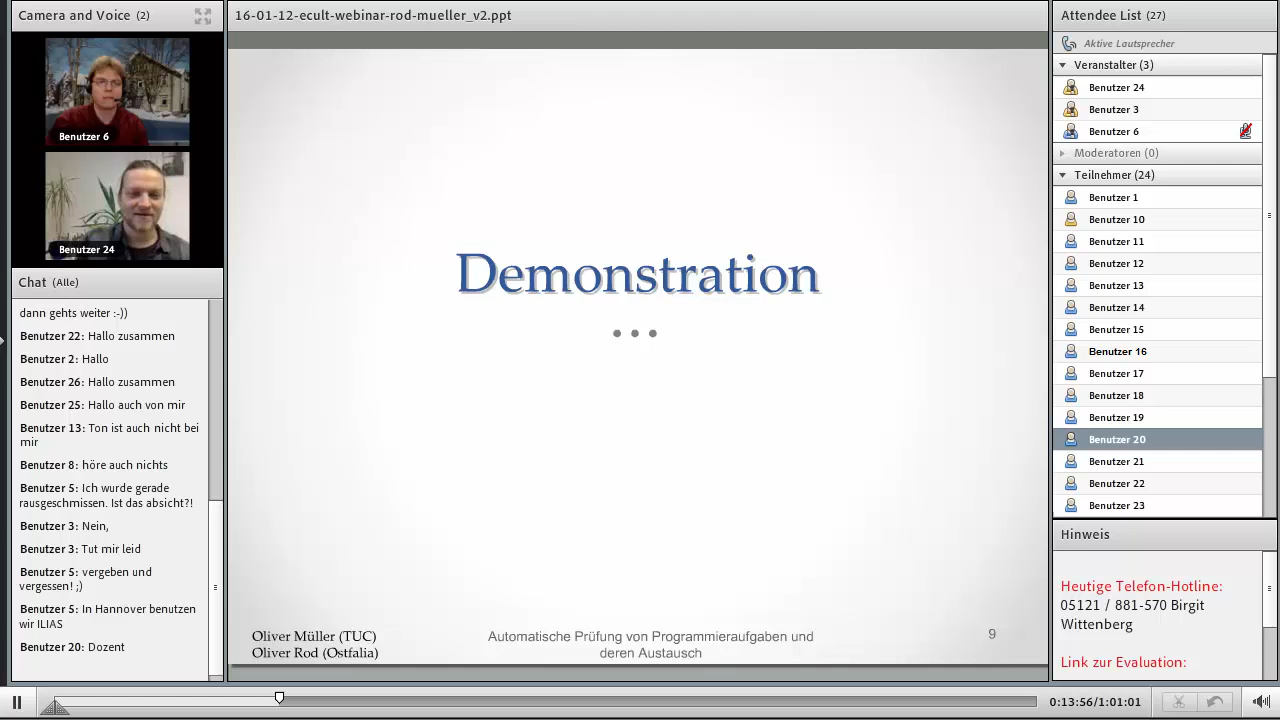 Camera and Voice (2)
Benutzer 6
Benutzer 24
Chat (Alle)
dann gehts weiter :-))
Benutzer 22: Hallo zusammen
Benutzer 2: Hallo
Benutzer 26: Hallo zusammen
Benutzer 25: Hallo auch von mir
Benutzer 13: Ton ist auch nicht bei
mir
Benutzer 8: höre auch nichts
Benutzer 5: Ich wurde gerade
rausgeschmissen. Ist das absicht?!
Benutzer 3: Nein,
Benutzer 3: Tut mir leid
Benutzer 5: vergeben und
vergessen! ;)
Benutzer 5: In Hannover benutzen
wir ILIAS
Benutzer 20: Dozent
16-01-12-ecult-webinar-rod-mueller_v2.ppt
Demonstration
Oliver Müller (TUC)
Oliver Rod (Ostfalia)
Automatische Prüfung von Programmieraufgaben und
deren Austausch
9
Attendee List (27)
Aktive Lautsprecher
Veranstalter (3)
Benutzer 24
Benutzer 3
Benutzer 6
Moderatoren (0)
Teilnehmer (24)
Benutzer 1
Benutzer 10
Benutzer 11
Benutzer 12
Benutzer 13
Benutzer 14
Benutzer 15
Benutzer 16
Benutzer 17
Benutzer 18
Benutzer 19
Benutzer 20
Benutzer 21
Benutzer 22
Benutzer 23
Hinweis
Heutige Telefon-Hotline:
05121 / 881-570 Birgit
Wittenberg
Link zur Evaluation:
0:13:56/1:01:01